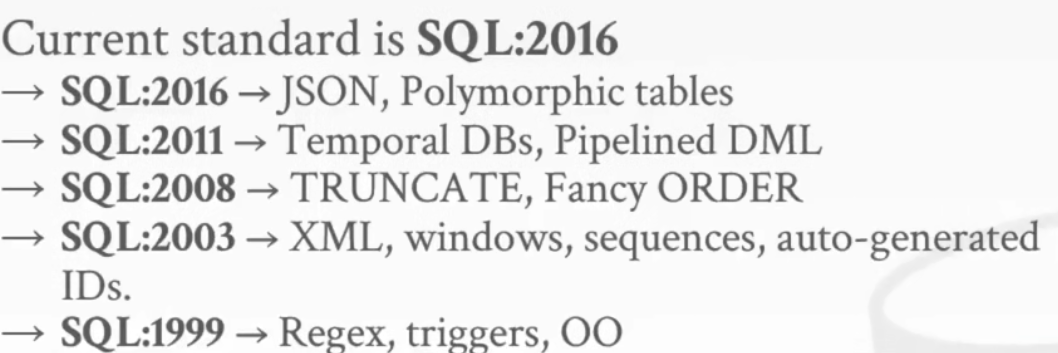 Current standard is SQL:2016
→ SQL:2016 → JSON, Polymorphic tables
→ SQL:2011 → Temporal DBs, Pipelined DML
→ SQL:2008 → TRUNCATE, Fancy ORDER
→ SQL:2003 → XML, windows, sequences, auto-generated
IDs.
→ SQL:1999 → Regex, triggers, OO